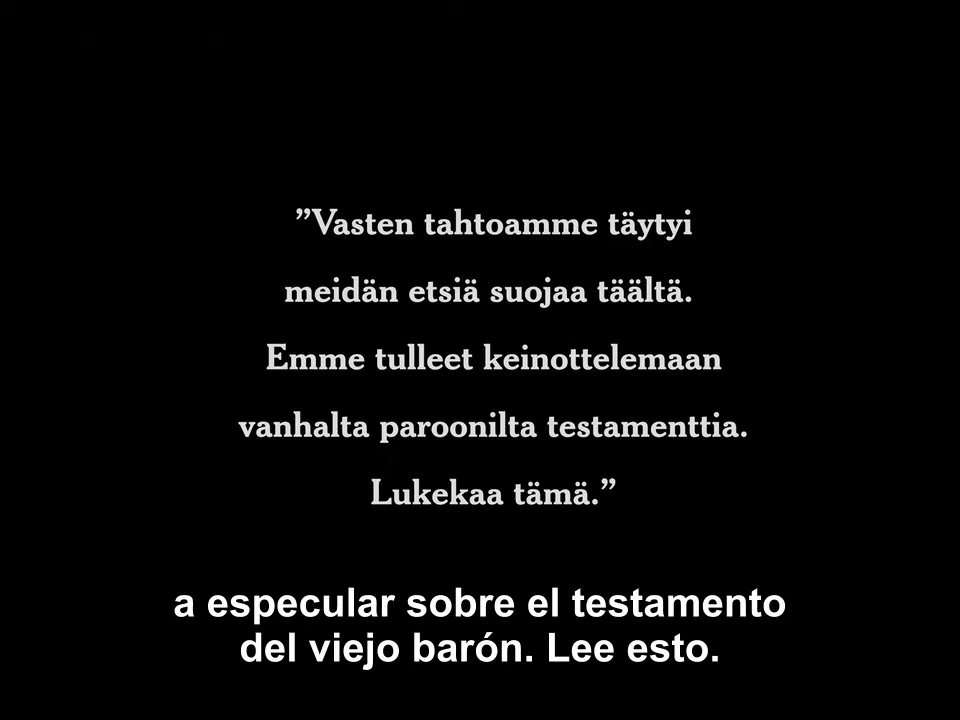 ”Vasten tahtoamme täytyi
meidän etsiä suojaa täältä.
Emme tulleet keinottelemaan
vanhalta paroonilta testamenttia.
Lukekaa tämä.”
a especular sobre el testamento
del viejo barón. Lee esto.